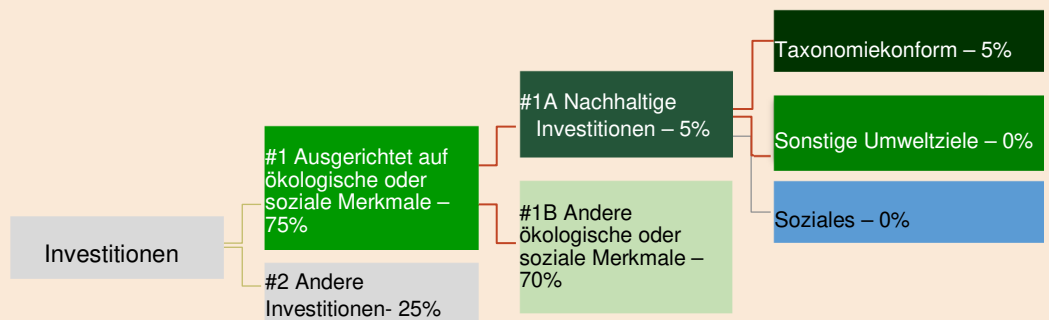 Investitionen
#1 Ausgerichtet auf
ökologische oder
soziale Merkmale –
75%
#2 Andere
Investitionen- 25%
#1A Nachhaltige
Investitionen – 5%
#1B Andere
ökologische oder
soziale Merkmale –
70%
Taxonomiekonform – 5%
Sonstige Umweltziele – 0%
Soziales – 0%